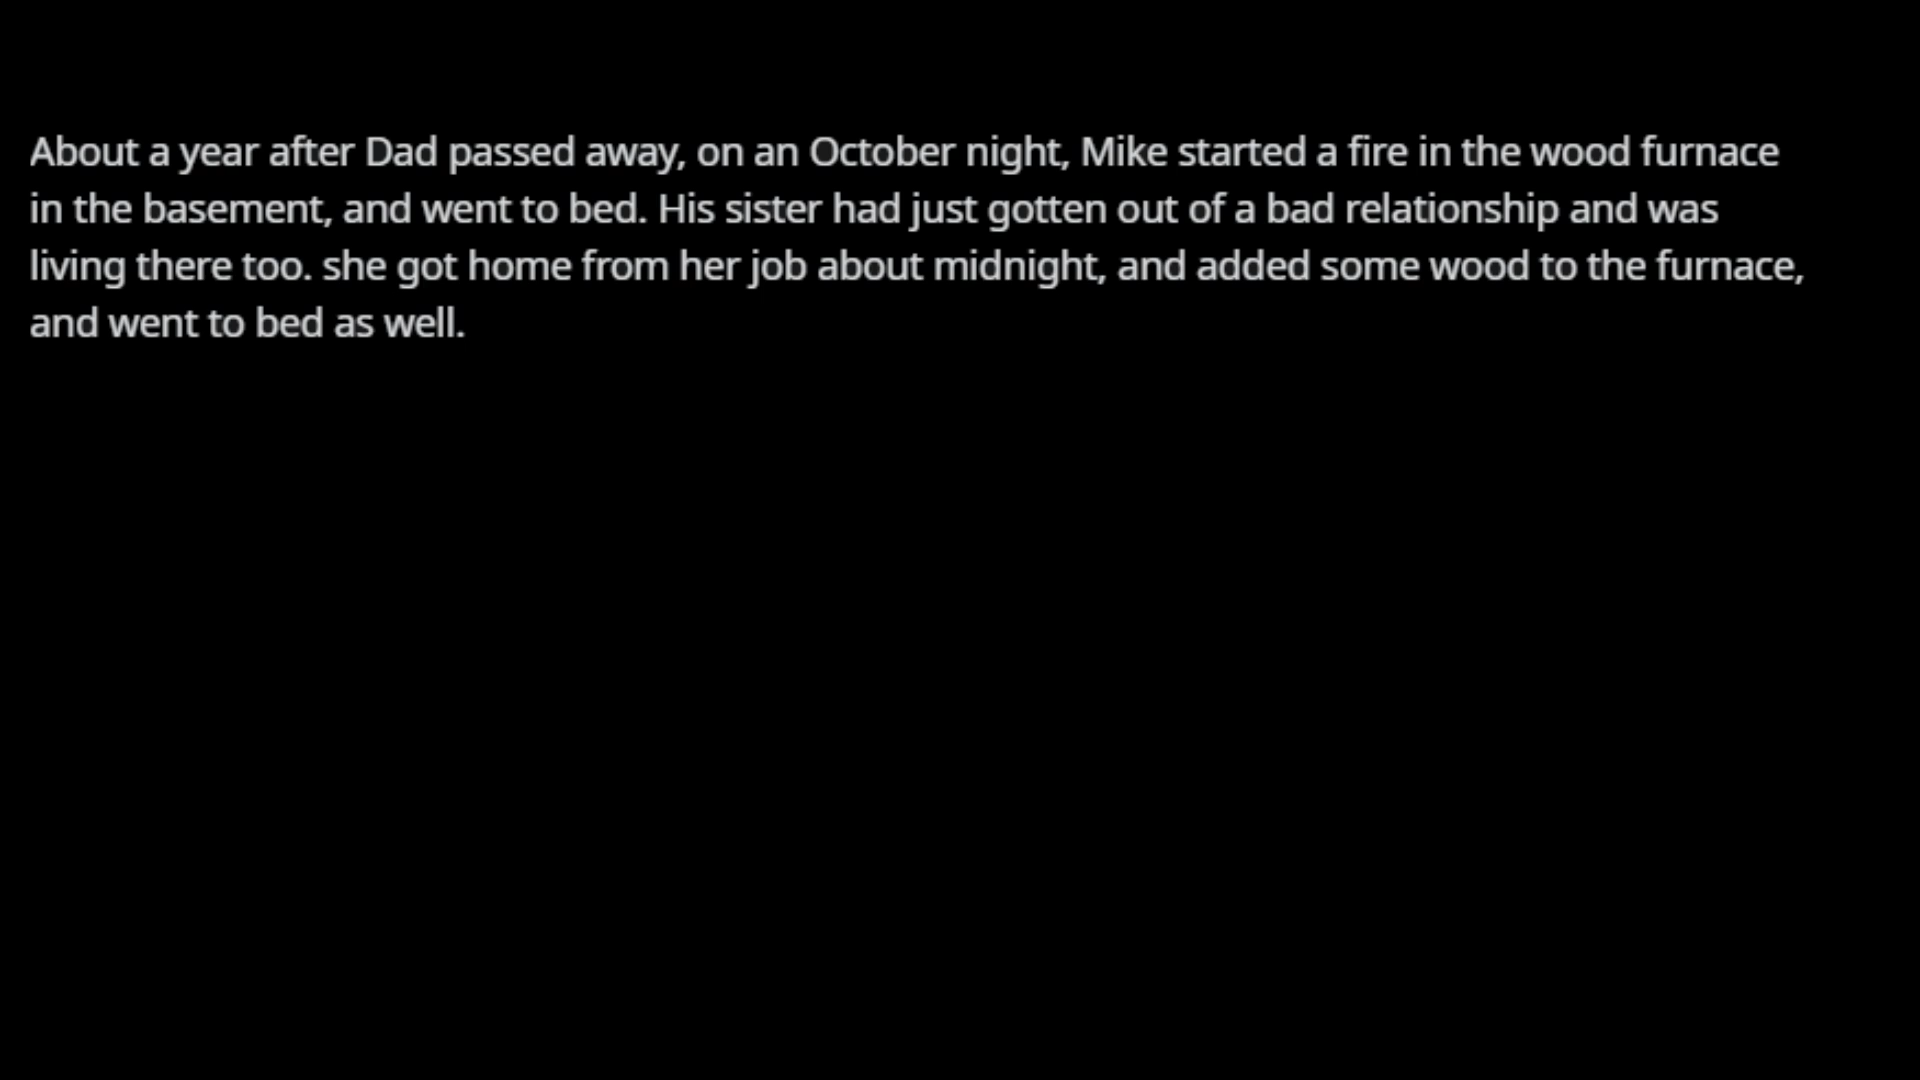 About a year after Dad passed away, on an October night, Mike started a fire in the wood furnace
in the basement, and went to bed. His sister had just gotten out of a bad relationship and was
living there too. she got home from her job about midnight, and added some wood to the furnace,
and went to bed as well.